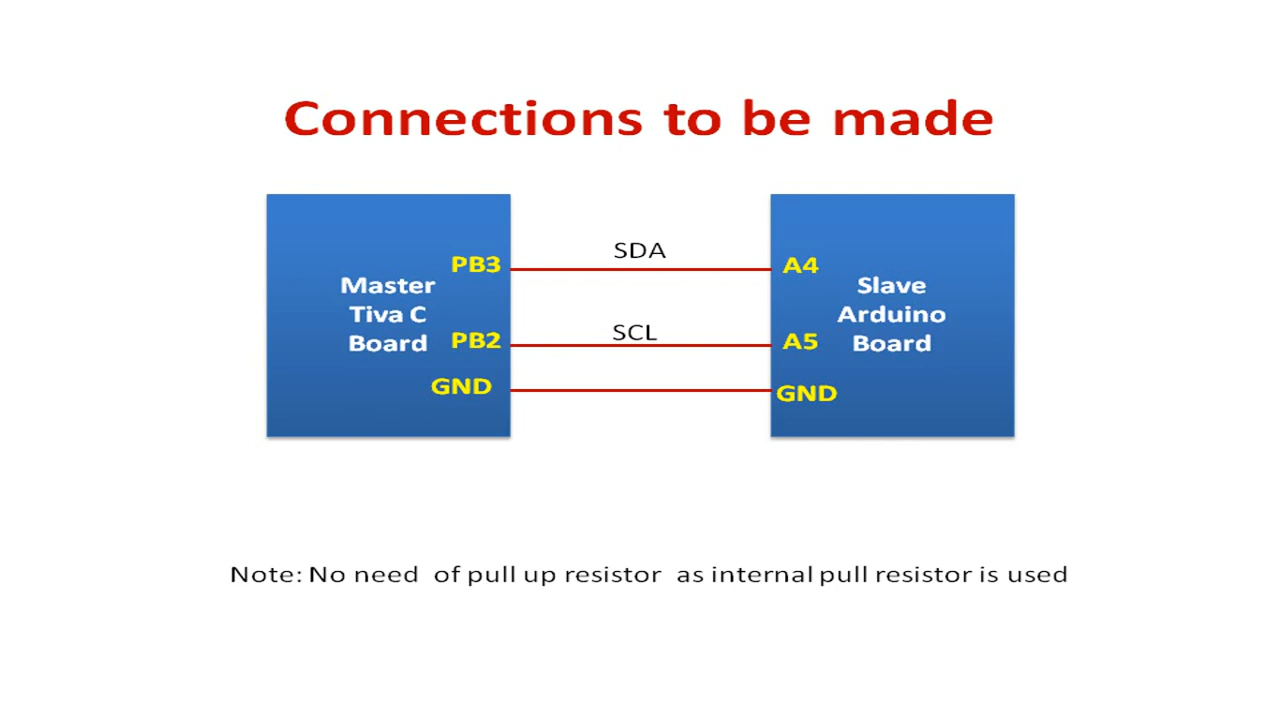 Connections to be made
SDA
PB3
A4
Master
Tiva C
Board
Slave
Arduino
Board
SCL
PB2
A5
GND
GND
Note: No need of pull up resistor as internal pull resistor is used